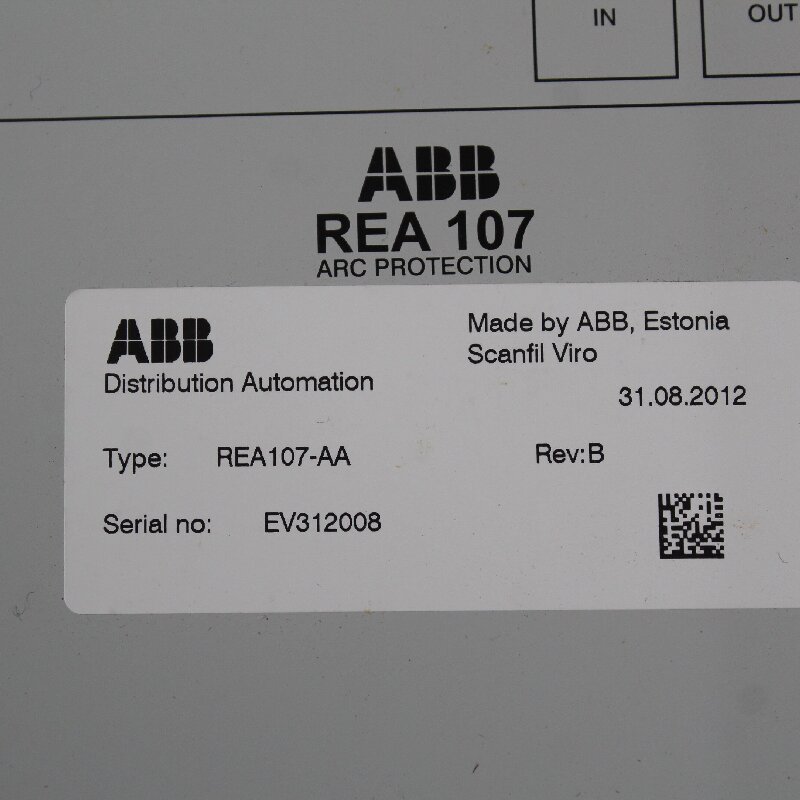 IN OUT
ABB
REA 107
ARC PROTECTION
ABB
Distribution Automation
Made by ABB, Estonia
Scanfil Viro
31.08.2012
Type: REA107-AA Rev:B
Serial no: EV312008